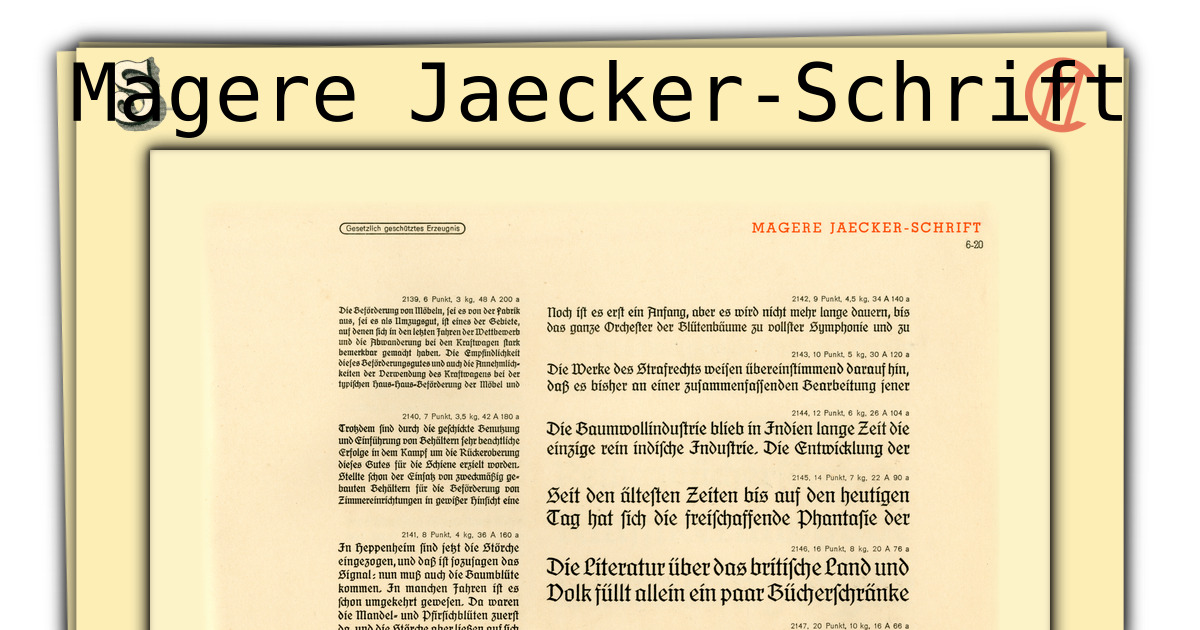 Magere Jaecker-Schrift
Gesetzlich geschütztes Erzeugnis
MAGERE JAECKER-SCHRIFT
6-20
2139, 6 Punkt, 3 kg, 48 A 200 a
Die Beförderung von Möbeln, sei es von der Fabrik
aus, sei es als Umzugsgut, ist eines der Gebiete,
auf denen sich in den letzten Jahren der Wettbewerb
und die Abwanderung bei den Kraftwagen stark
bemerkbar gemacht haben. Die Empfindlichkeit
dieses Beförderungsgutes und auch die Annehmlich-
keiten der Verwendung des Kraftwagens bei der
typischen Haus-Haus-Beförderung der Möbel und
2140, 7 Punkt, 3,5 kg, 42 A 180 a
Trotzdem sind durch die geschickte Benutzung
und Einführung von Behältern sehr beachtliche
Erfolge in dem Kampf um die Rückeroberung
dieses Gutes für die Schiene erzielt worden.
Stellte schon der Einsatz von zweckmäßig ge-
bauten Behältern für die Beförderung von
Zimmereinrichtungen in gewisser Hinsicht eine
2141, 8 Punkt, 4 kg, 36 A 160 a
In Heppenheim sind jetzt die Störche
eingezogen, und daß ist sozusagen das
Signal: nun muß auch die Baumblüte
kommen. In manchen Jahren ist es
schon umgekehrt gewesen. Da waren
die Mandel- und Pfirsichblüten zuerst
da, und die Störche aber ließen auf sich
2142, 9 Punkt, 4,5 kg, 34 A 140 a
Noch ist es erst ein Anfang, aber es wird nicht mehr lange dauern, bis
das ganze Orchester der Blütenbäume zu vollster Symphonie und zu
2143, 10 Punkt, 5 kg, 30 A 120 a
Die Werke des Strafrechts weisen übereinstimmend darauf hin,
daß es bisher an einer zusammenfassenden Bearbeitung jener
2144, 12 Punkt, 6 kg, 26 A 104 a
Die Baumwollindustrie blieb in Indien lange Zeit die
einzige rein indische Industrie. Die Entwicklung der
2145, 14 Punkt, 7 kg, 22 A 90 a
Seit den ältesten Zeiten bis auf den heutigen
Tag hat sich die freischaffende Phantasie der
2146, 16 Punkt, 8 kg, 20 A 76 a
Die Literatur über das britische Land und
Volk füllt allein ein paar Bücherschränke
2147, 20 Punkt, 10 kg, 16 A 66 a